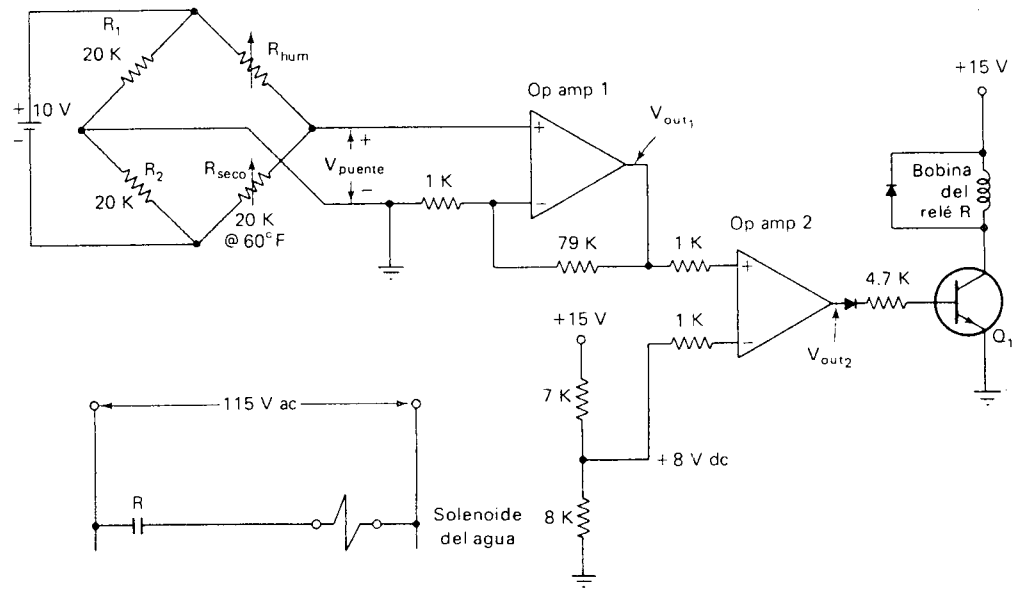 R1
20 K
Rhum
+ 10 V
-
R2
20 K
Rseco
20 K
@ 60° F
+
Vpuente
-
1 K
Op amp 1
+
-
Vout1
79 K
1 K
Op amp 2
+
-
1 K
+15 V
7 K
+8 V dc
8 K
Vout2
4.7 K
+15 V
Bobina
del
relé R
Q1
115 V ac
R
Solenoide
del agua